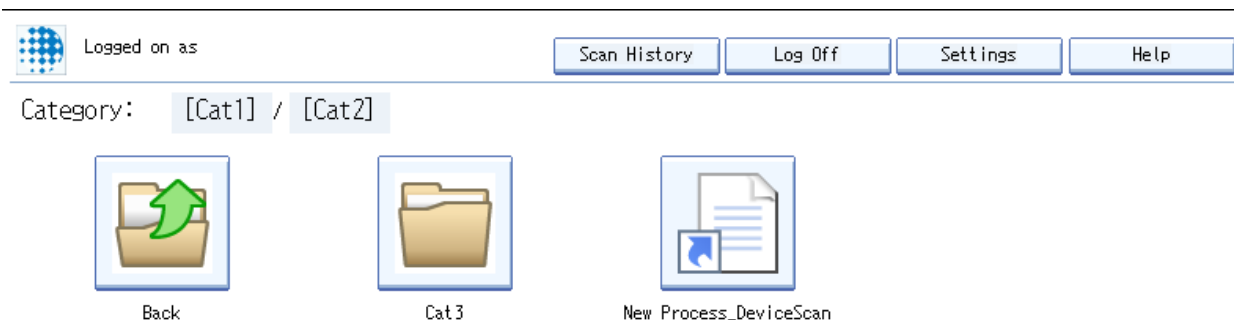 Logged on as
Scan History Log Off Settings Help
Category: [Cat1] / [Cat2]
Back Cat3 New Process_DeviceScan